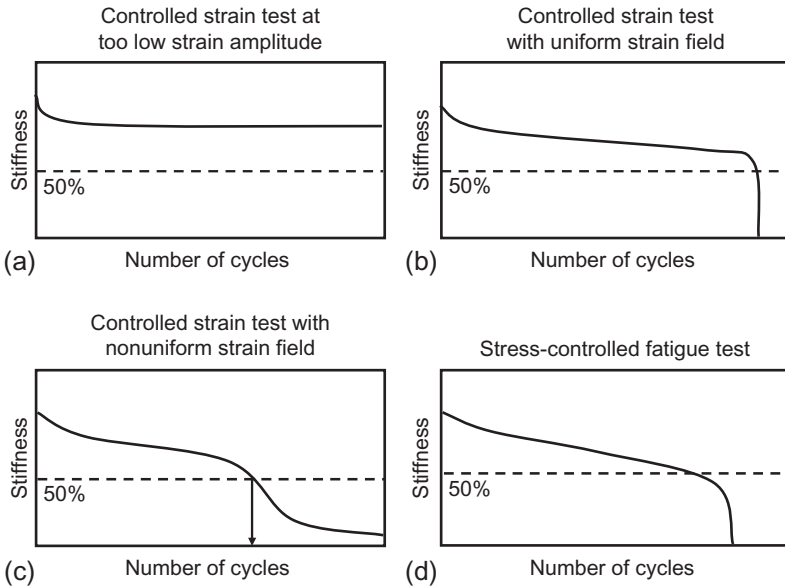 Controlled strain test at
too low strain amplitude
Stiffness
50%
Number of cycles
(a)
Controlled strain test
with uniform strain field
Stiffness
50%
Number of cycles
(b)
Controlled strain test with
nonuniform strain field
Stiffness
50%
Number of cycles
(c)
Stress-controlled fatigue test
Stiffness
50%
Number of cycles
(d)